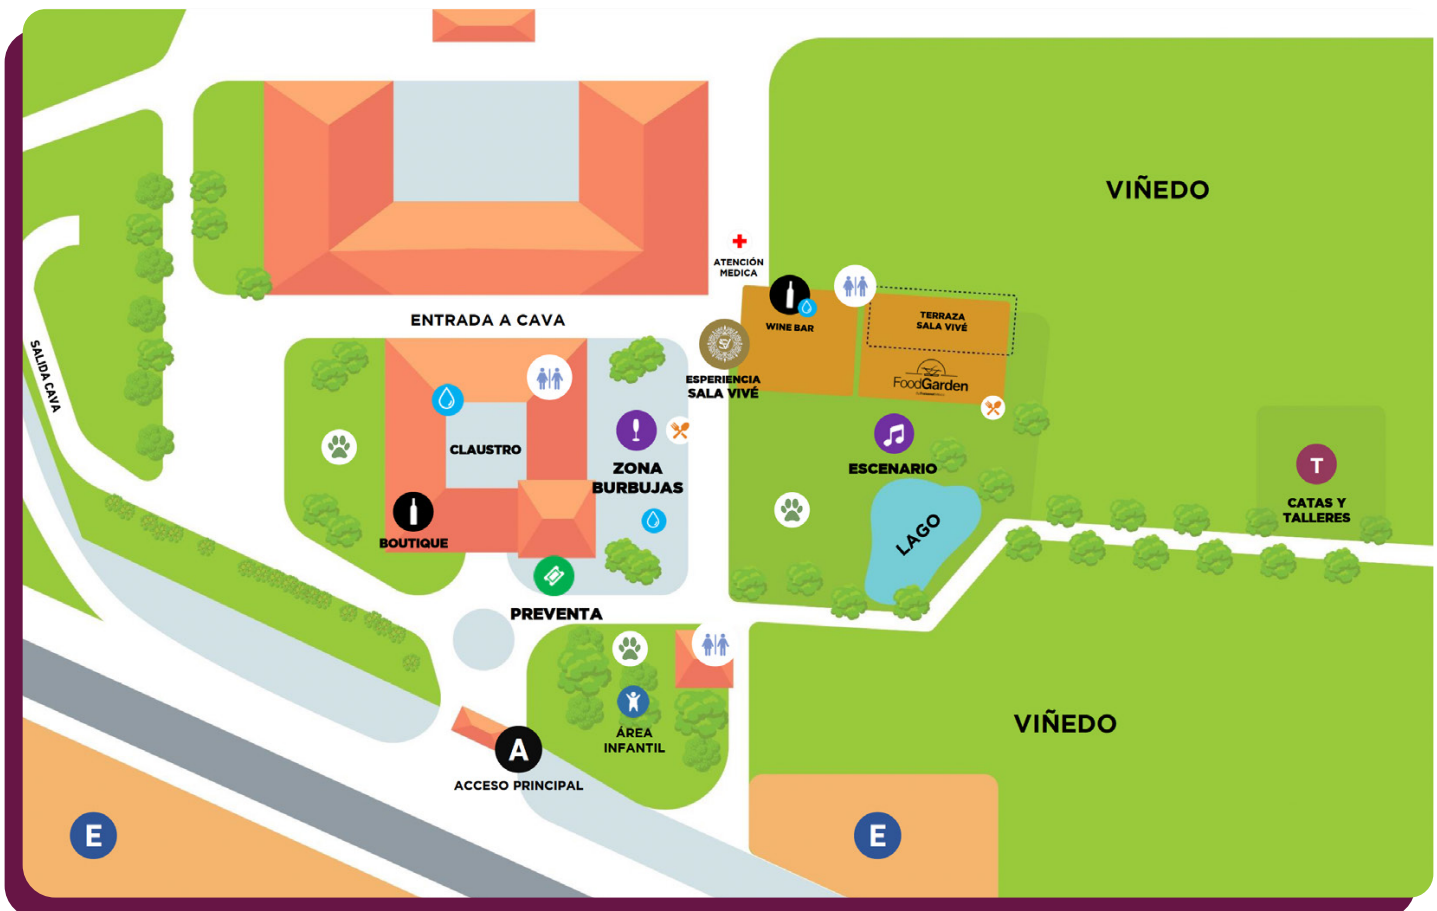 VIÑEDO
ATENCIÓN
MEDICA
ENTRADA A CAVA
WINE BAR
TERRAZA
SALA VIVÉ
SALIDA CAVA
SV
ESPERIENCIA
SALA VIVÉ
FoodGarden
CLAUSTRO
ZONA
BURBUJAS
ESCENARIO
T
CATAS Y
TALLERES
BOUTIQUE
LAGO
PREVENTA
ÁREA
INFANTIL
VIÑEDO
A
ACCESO PRINCIPAL
E
E